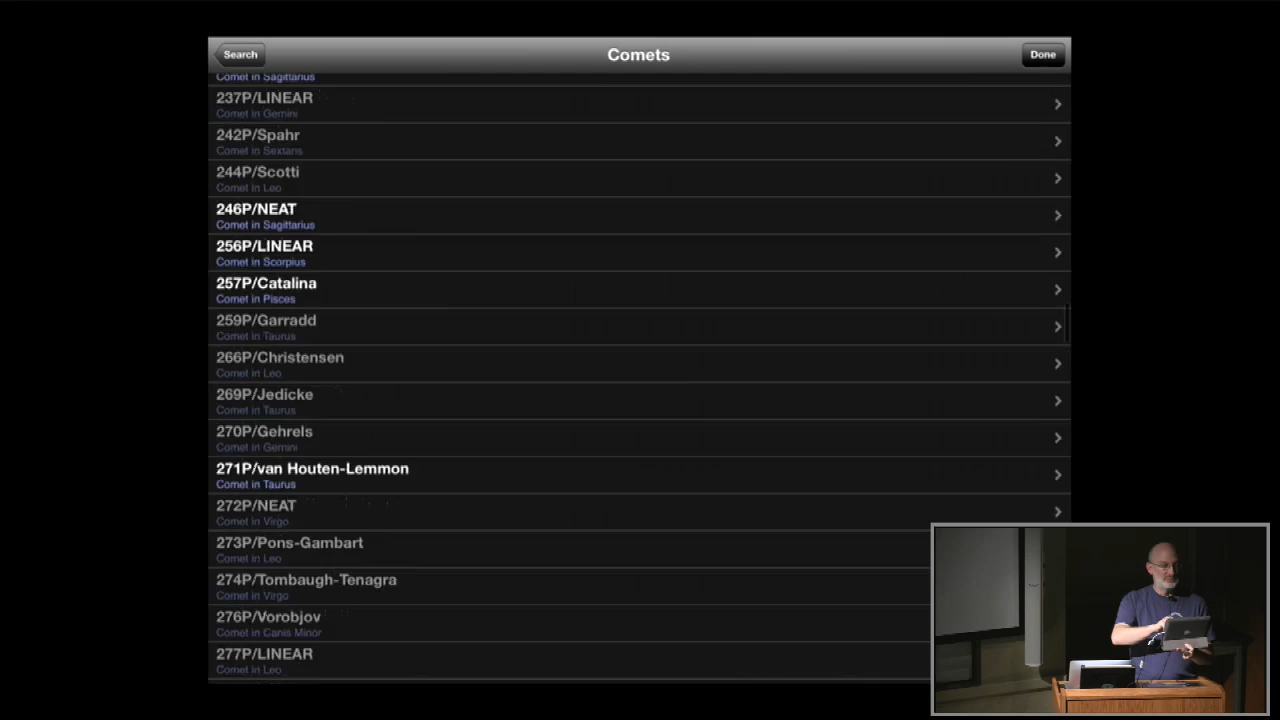 Search
Comets
Done
Comet in Sagittarius
237P/LINEAR
Comet in Gemini
242P/Spahr
Comet in Sextans
244P/Scotti
Comet in Leo
246P/NEAT
Comet in Sagittarius
256P/LINEAR
Comet in Scorpius
257P/Catalina
Comet in Pisces
259P/Garradd
Comet in Taurus
266P/Christensen
Comet in Leo
269P/Jedicke
Comet in Taurus
270P/Gehrels
Comet in Gemini
271P/van Houten-Lemmon
Comet in Taurus
272P/NEAT
Comet in Virgo
273P/Pons-Gambart
Comet in Leo
274P/Tombaugh-Tenagra
Comet in Virgo
276P/Vorobjov
Comet in Canis Minor
277P/LINEAR
Comet in Leo